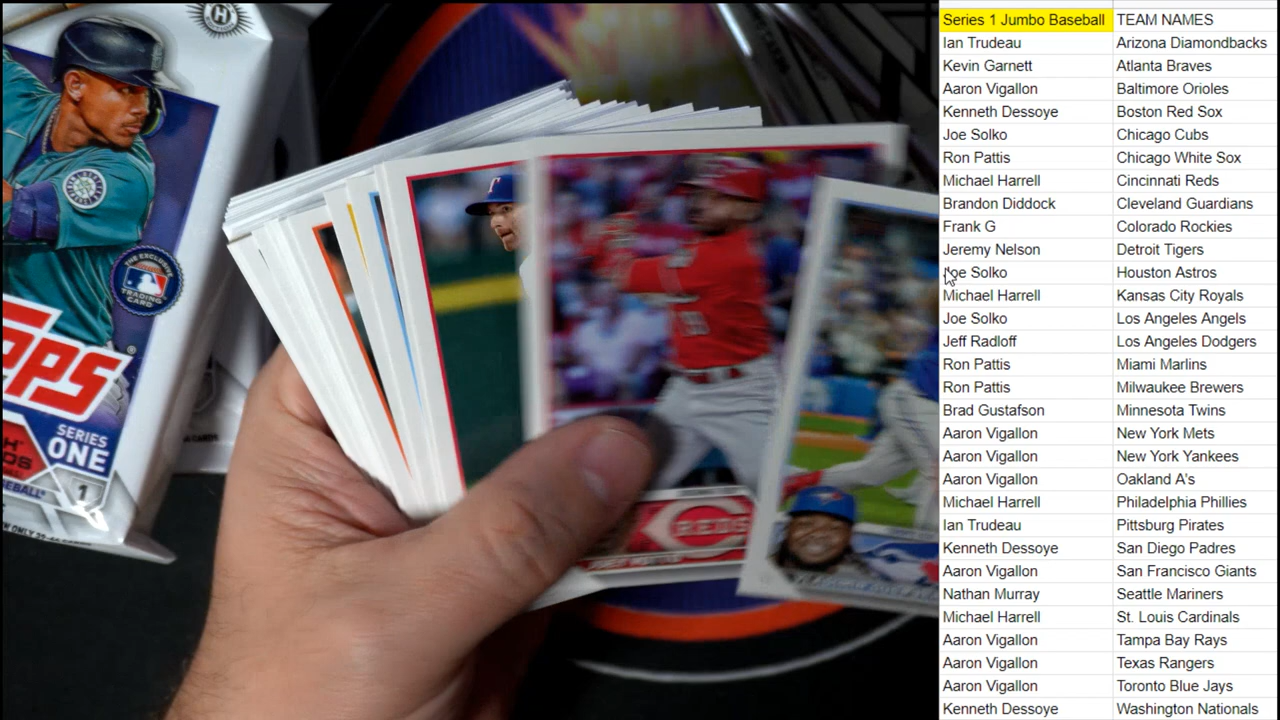 Series 1 Jumbo Baseball TEAM NAMES
Ian Trudeau Arizona Diamondbacks
Kevin Garnett Atlanta Braves
Aaron Vigallon Baltimore Orioles
Kenneth Dessoye Boston Red Sox
Joe Solko Chicago Cubs
Ron Pattis Chicago White Sox
Michael Harrell Cincinnati Reds
Brandon Diddock Cleveland Guardians
Frank G Colorado Rockies
Jeremy Nelson Detroit Tigers
Joe Solko Houston Astros
Michael Harrell Kansas City Royals
Joe Solko Los Angeles Angels
Jeff Radloff Los Angeles Dodgers
Ron Pattis Miami Marlins
Ron Pattis Milwaukee Brewers
Brad Gustafson Minnesota Twins
Aaron Vigallon New York Mets
Aaron Vigallon New York Yankees
Aaron Vigallon Oakland A's
Michael Harrell Philadelphia Phillies
Ian Trudeau Pittsburg Pirates
Kenneth Dessoye San Diego Padres
Aaron Vigallon San Francisco Giants
Nathan Murray Seattle Mariners
Michael Harrell St. Louis Cardinals
Aaron Vigallon Tampa Bay Rays
Aaron Vigallon Texas Rangers
Aaron Vigallon Toronto Blue Jays
Kenneth Dessoye Washington Nationals
H
THE EXCLUSIVE
TRADING
CARD
PPS
®
SERIES
ONE
1
T
REDS